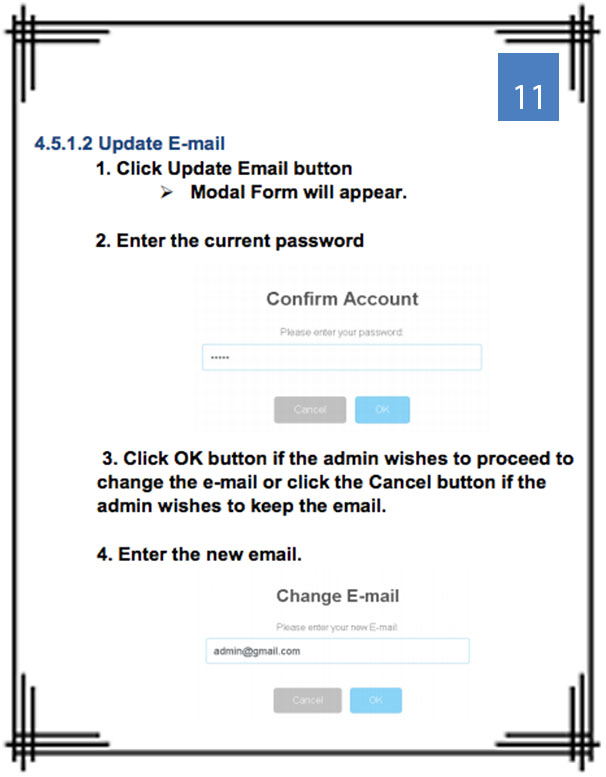 11
4.5.1.2 Update E-mail
1. Click Update Email button
➢ Modal Form will appear.
2. Enter the current password
Confirm Account
Please enter your password:
•••••
Cancel OK
3. Click OK button if the admin wishes to proceed to
change the e-mail or click the Cancel button if the
admin wishes to keep the email.
4. Enter the new email.
Change E-mail
Please enter your new E-mail:
admin@gmail.com
Cancel OK